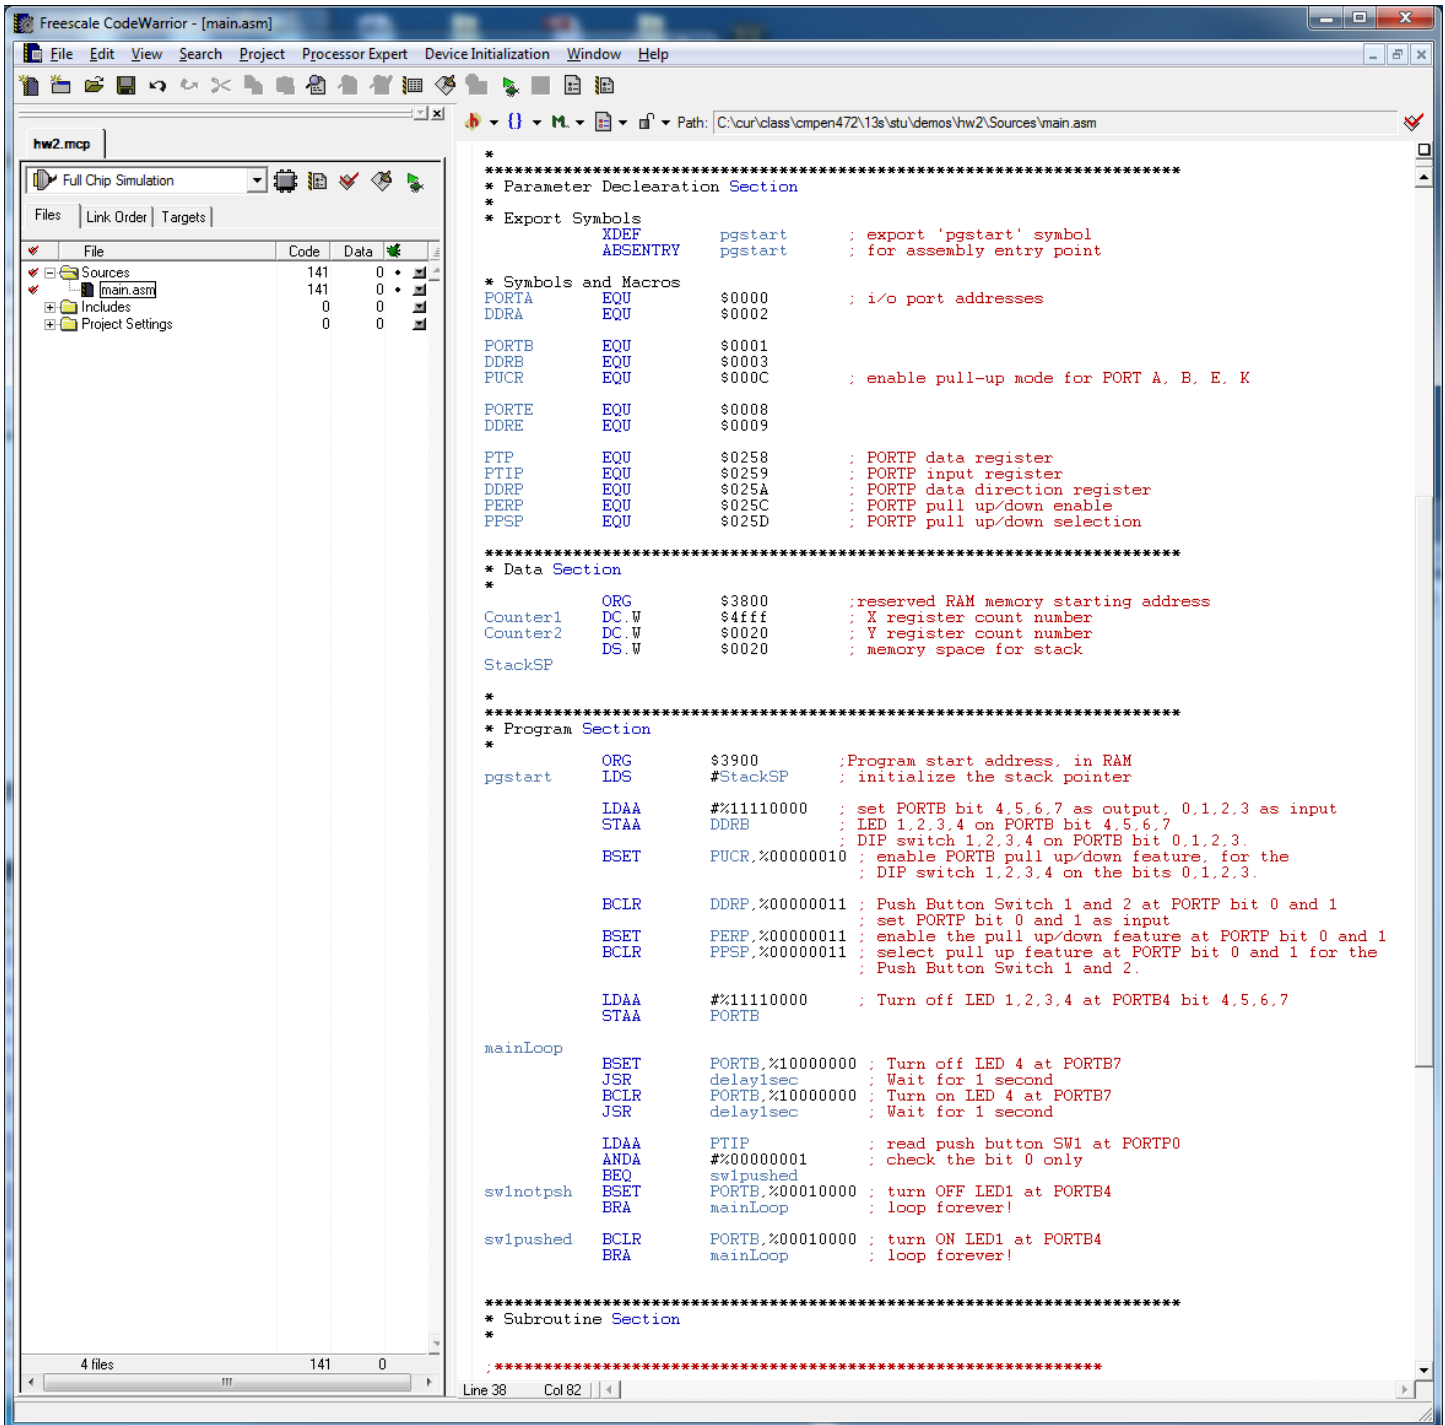 Freescale CodeWarrior - [main.asm]
File Edit View Search Project Processor Expert Device Initialization Window Help
hw2.mcp
Full Chip Simulation
Files Link Order Targets
File Code Data
Sources 141 0
main.asm 141 0
Includes 0 0
Project Settings 0 0
4 files 141 0
Path: C:\cur\class\cmpen472\13s\stu\demos\hw2\Sources\main.asm
*
***********************************************************************
* Parameter Declearation Section
*
* Export Symbols
XDEF pgstart ; export 'pgstart' symbol
ABSENTRY pgstart ; for assembly entry point
* Symbols and Macros
PORTA EQU $0000 ; i/o port addresses
DDRA EQU $0002
PORTB EQU $0001
DDRB EQU $0003
PUCR EQU $000C ; enable pull-up mode for PORT A, B, E, K
PORTE EQU $0008
DDRE EQU $0009
PTP EQU $0258 ; PORTP data register
PTIP EQU $0259 ; PORTP input register
DDRP EQU $025A ; PORTP data direction register
PERP EQU $025C ; PORTP pull up/down enable
PPSP EQU $025D ; PORTP pull up/down selection
***********************************************************************
* Data Section
*
ORG $3800 ;reserved RAM memory starting address
Counter1 DC.W $4fff ; X register count number
Counter2 DC.W $0020 ; Y register count number
DS.W $0020 ; memory space for stack
StackSP
*
***********************************************************************
* Program Section
*
ORG $3900 ;Program start address, in RAM
pgstart LDS #StackSP ; initialize the stack pointer
LDAA #%11110000 ; set PORTB bit 4,5,6,7 as output, 0,1,2,3 as input
STAA DDRB ; LED 1,2,3,4 on PORTB bit 4,5,6,7
; DIP switch 1,2,3,4 on PORTB bit 0,1,2,3.
BSET PUCR,%00000010 ; enable PORTB pull up/down feature, for the
; DIP switch 1,2,3,4 on the bits 0,1,2,3.
BCLR DDRP,%00000011 ; Push Button Switch 1 and 2 at PORTP bit 0 and 1
; set PORTP bit 0 and 1 as input
BSET PERP,%00000011 ; enable the pull up/down feature at PORTP bit 0 and 1
BCLR PPSP,%00000011 ; select pull up feature at PORTP bit 0 and 1 for the
; Push Button Switch 1 and 2.
LDAA #%11110000 ; Turn off LED 1,2,3,4 at PORTB4 bit 4,5,6,7
STAA PORTB
mainLoop
BSET PORTB,%10000000 ; Turn off LED 4 at PORTB7
JSR delay1sec ; Wait for 1 second
BCLR PORTB,%10000000 ; Turn on LED 4 at PORTB7
JSR delay1sec ; Wait for 1 second
LDAA PTIP ; read push button SW1 at PORTP0
ANDA #%00000001 ; check the bit 0 only
BEQ sw1pushed
sw1notpsh BSET PORTB,%00010000 ; turn OFF LED1 at PORTB4
BRA mainLoop ; loop forever!
sw1pushed BCLR PORTB,%00010000 ; turn ON LED1 at PORTB4
BRA mainLoop ; loop forever!
***********************************************************************
* Subroutine Section
*
;**************************************************************
Line 38 Col 82